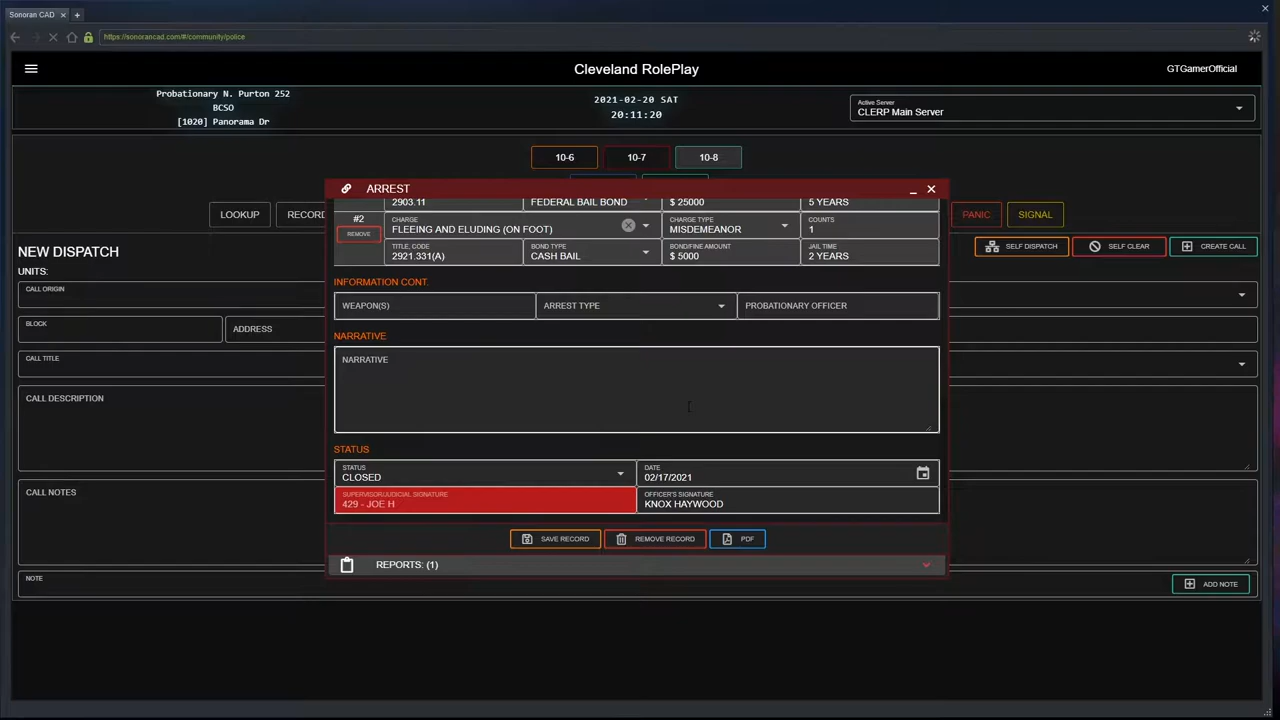 Sonoran CAD
https://sonorancad.com/#/community/police
Cleveland RolePlay
GTGamerOfficial
Probationary N. Purton 252
BCSO
[1020] Panorama Dr
2021-02-20 SAT
20:11:20
Active Server
CLERP Main Server
10-6
10-7
10-8
ARREST
LOOKUP
RECORD
PANIC
SIGNAL
2903.11
FEDERAL BAIL BOND
$ 25000
5 YEARS
#2
REMOVE
CHARGE
FLEEING AND ELUDING (ON FOOT)
CHARGE TYPE
MISDEMEANOR
COUNTS
1
TITLE, CODE
2921.331(A)
BOND TYPE
CASH BAIL
BOND/FINE AMOUNT
$ 5000
JAIL TIME
2 YEARS
NEW DISPATCH
SELF DISPATCH
SELF CLEAR
CREATE CALL
UNITS:
CALL ORIGIN
BLOCK
ADDRESS
CALL TITLE
CALL DESCRIPTION
CALL NOTES
NOTE
ADD NOTE
INFORMATION CONT.
WEAPON(S)
ARREST TYPE
PROBATIONARY OFFICER
NARRATIVE
NARRATIVE
STATUS
STATUS
CLOSED
DATE
02/17/2021
SUPERVISOR/JUDICIAL SIGNATURE
429 - JOE H
OFFICER'S SIGNATURE
KNOX HAYWOOD
SAVE RECORD
REMOVE RECORD
PDF
REPORTS: (1)